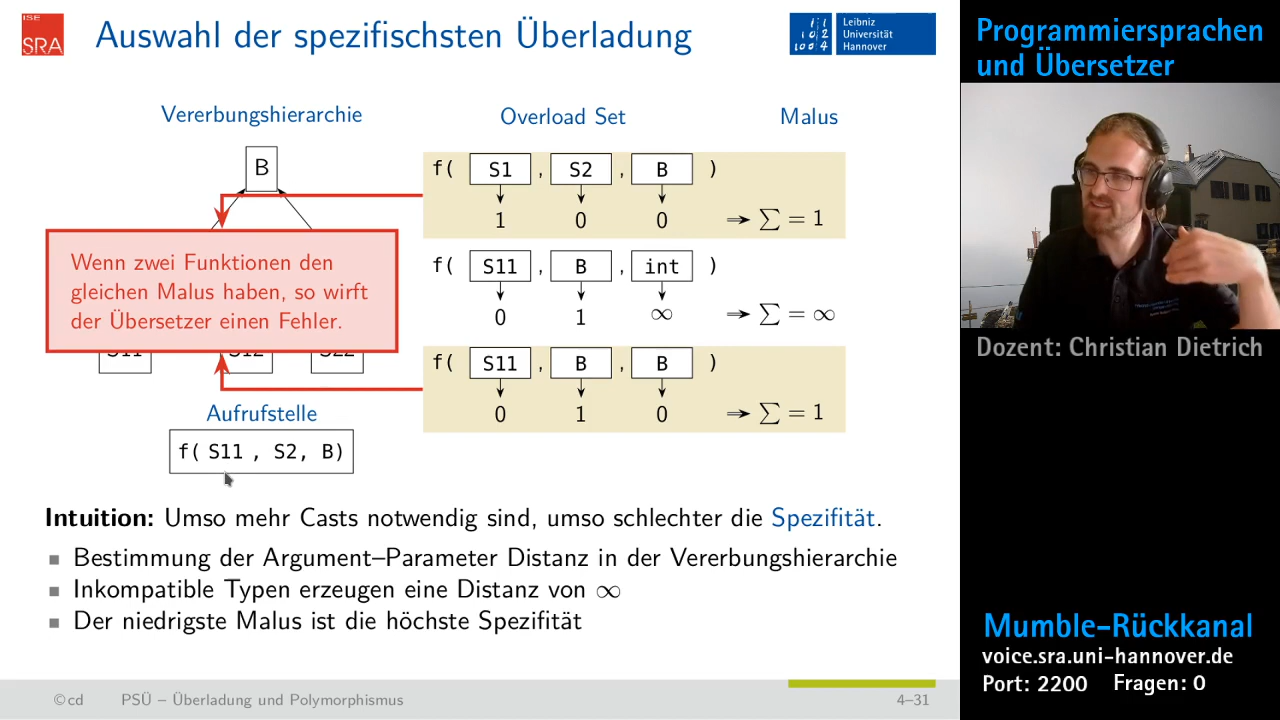 ISE
SRA
Auswahl der spezifischsten Überladung
Leibniz
Universität
Hannover
Vererbungshierarchie
Overload Set
Malus
B
f( S1 , S2 , B )
1 0 0 ⇒ ∑ = 1
f( S11 , B , int )
0 1 ∞ ⇒ ∑ = ∞
f( S11 , B , B )
0 1 0 ⇒ ∑ = 1
Wenn zwei Funktionen den
gleichen Malus haben, so wirft
der Übersetzer einen Fehler.
S11 S12 S22
Aufrufstelle
f( S11 , S2, B)
Intuition: Umso mehr Casts notwendig sind, umso schlechter die Spezifität.
Bestimmung der Argument–Parameter Distanz in der Vererbungshierarchie
Inkompatible Typen erzeugen eine Distanz von ∞
Der niedrigste Malus ist die höchste Spezifität
©cd PSÜ – Überladung und Polymorphismus 4–31
Programmiersprachen
und Übersetzer
Dozent: Christian Dietrich
Mumble-Rückkanal
voice.sra.uni-hannover.de
Port: 2200 Fragen: 0